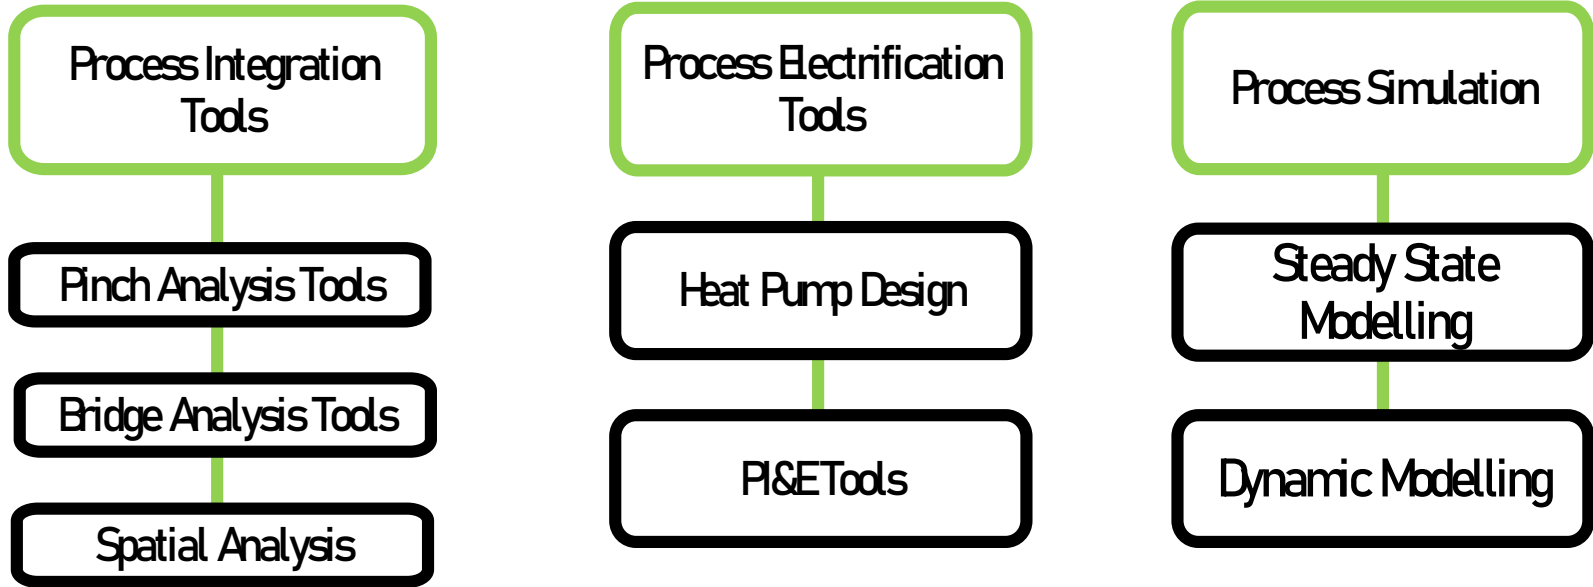 Process Integration
Tools
Pinch Analysis Tools
Bridge Analysis Tools
Spatial Analysis
Process Electrification
Tools
Heat Pump Design
PI&E Tools
Process Simulation
Steady State
Modelling
Dynamic Modelling